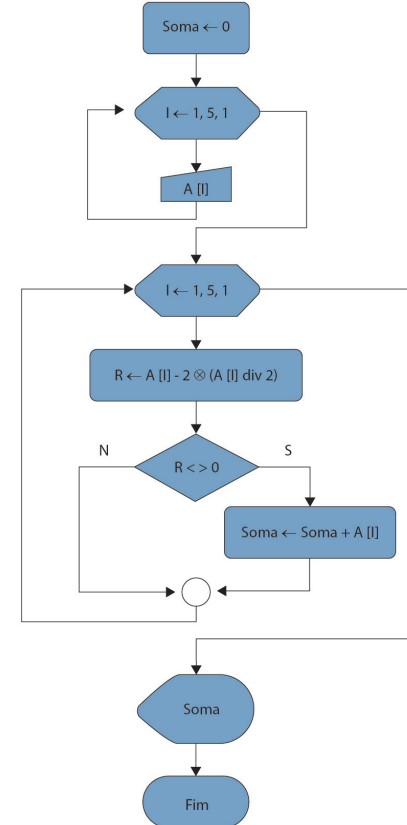 Soma ← 0
I ← 1, 5, 1
A [I]
I ← 1, 5, 1
R ← A [I] - 2 ⊗ (A [I] div 2)
N
S
R < > 0
Soma ← Soma + A [I]
Soma
Fim